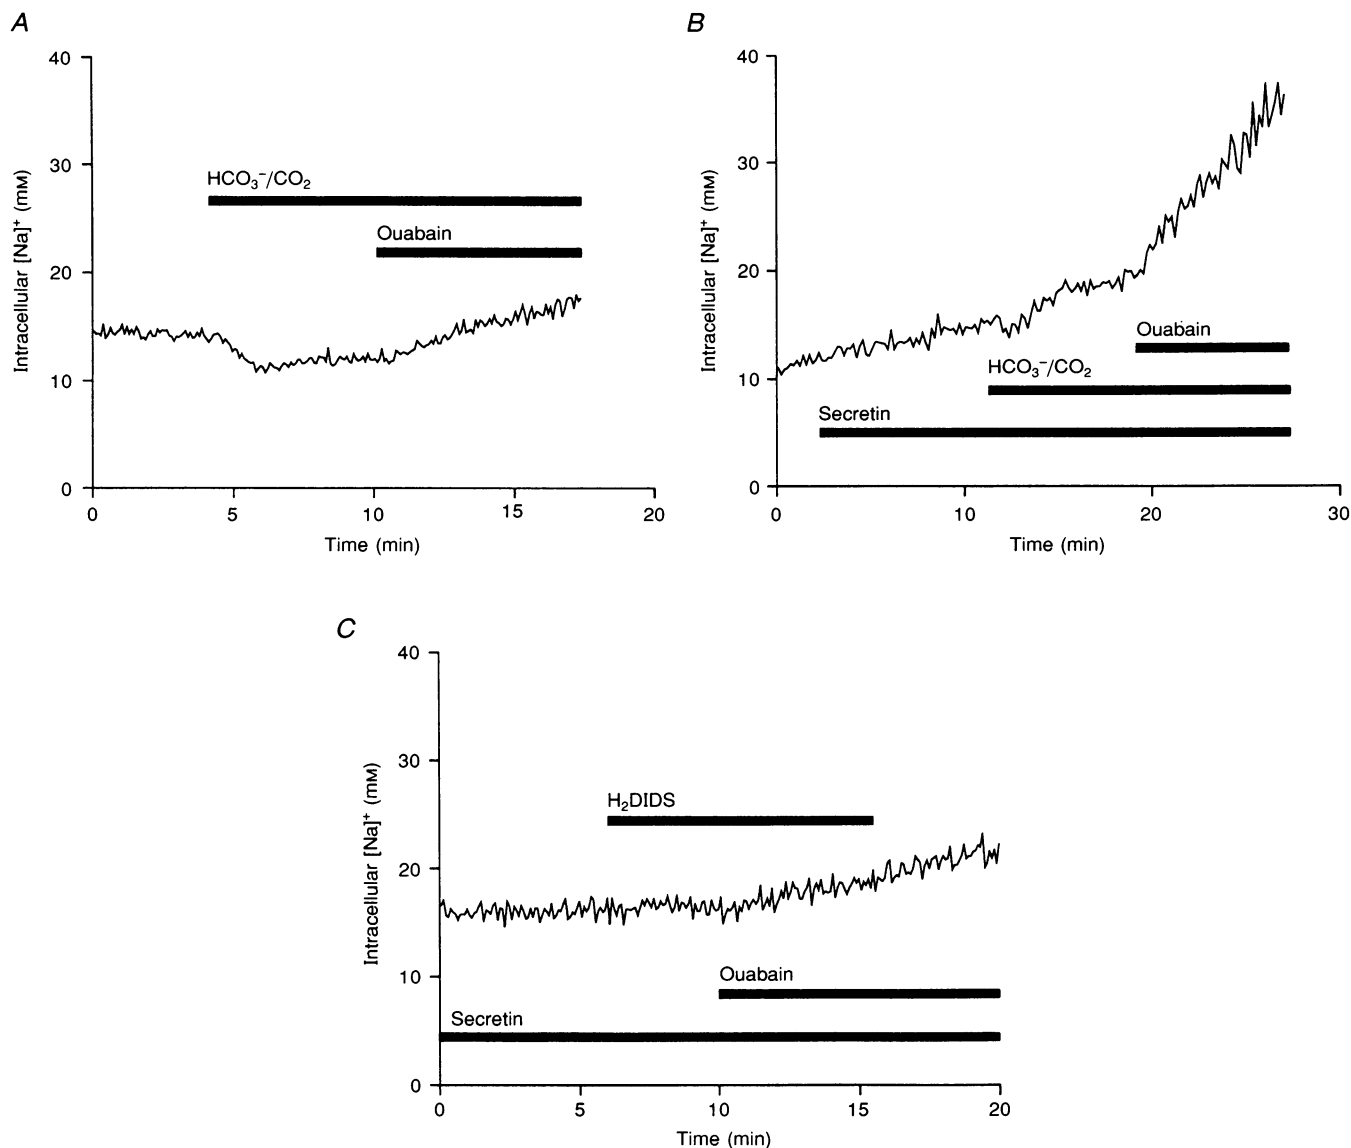 A
40
30
20
10
0
Intracellular [Na]⁺ (mM)
HCO₃⁻/CO₂
Ouabain
0 5 10 15 20
Time (min)
B
40
30
20
10
0
Intracellular [Na]⁺ (mM)
Ouabain
HCO₃⁻/CO₂
Secretin
0 10 20 30
Time (min)
C
40
30
20
10
0
Intracellular [Na]⁺ (mM)
H₂DIDS
Ouabain
Secretin
0 5 10 15 20
Time (min)